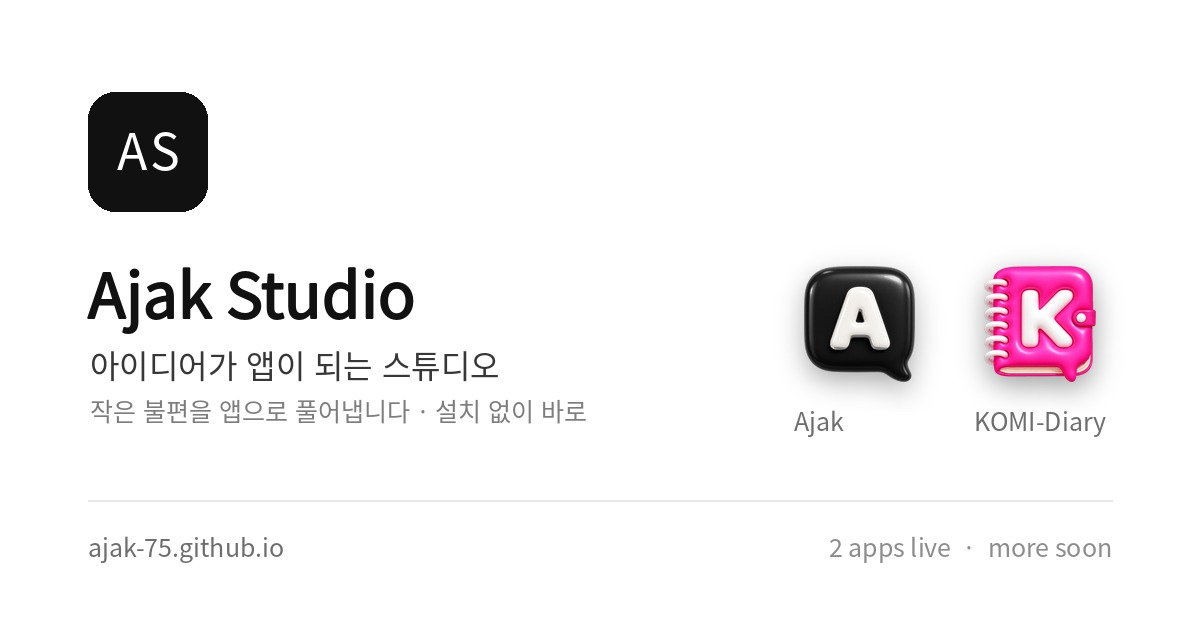 AS
Ajak Studio
아이디어가 앱이 되는 스튜디오
작은 불편을 앱으로 풀어냅니다 · 설치 없이 바로
A
Ajak
K
KOMI-Diary
ajak-75.github.io
2 apps live · more soon